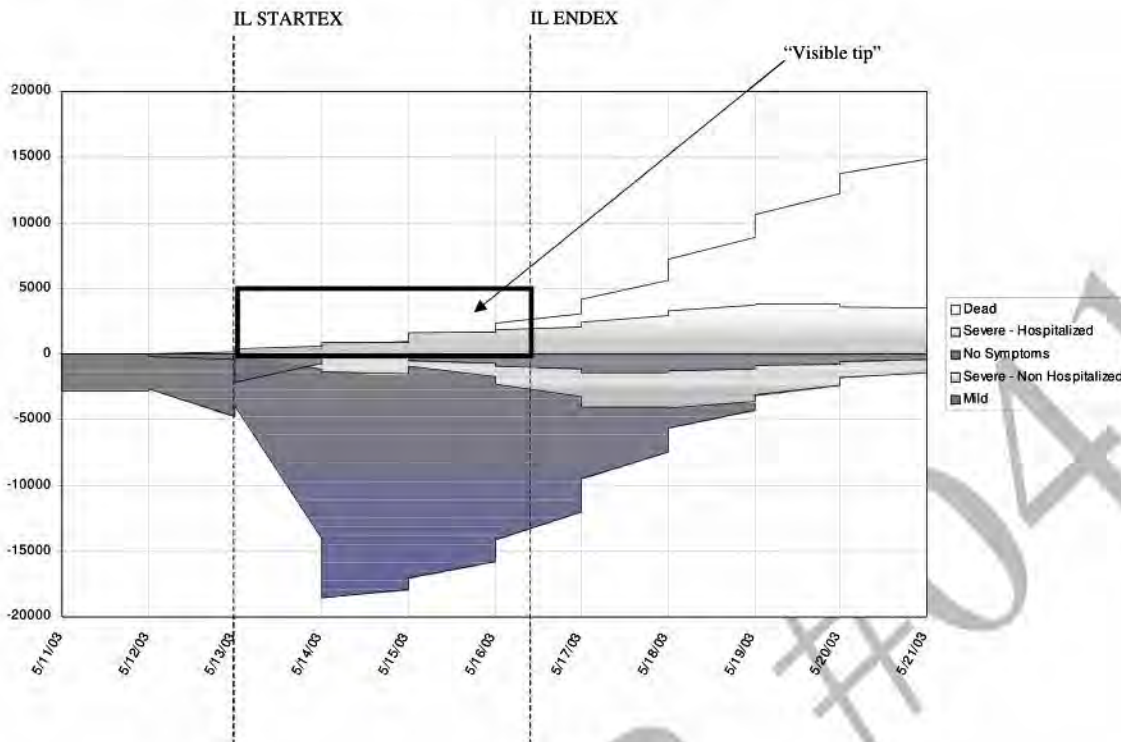 IL STARTEX
IL ENDEX
“Visible tip”
20000
15000
10000
5000
0
-5000
-10000
-15000
-20000
5/11/03
5/12/03
5/13/03
5/14/03
5/15/03
5/16/03
5/17/03
5/18/03
5/19/03
5/20/03
5/21/03
Dead
Severe - Hospitalized
No Symptoms
Severe - Non Hospitalized
Mild